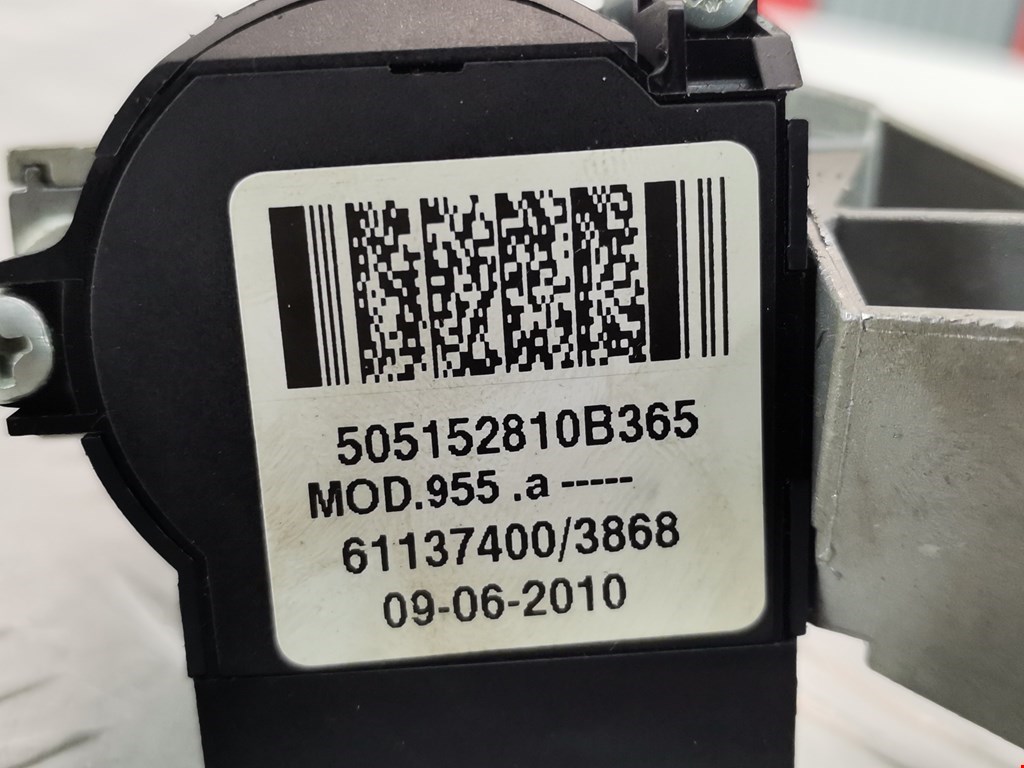 505152810B365
MOD.955 .a -----
61137400/3868
09-06-2010